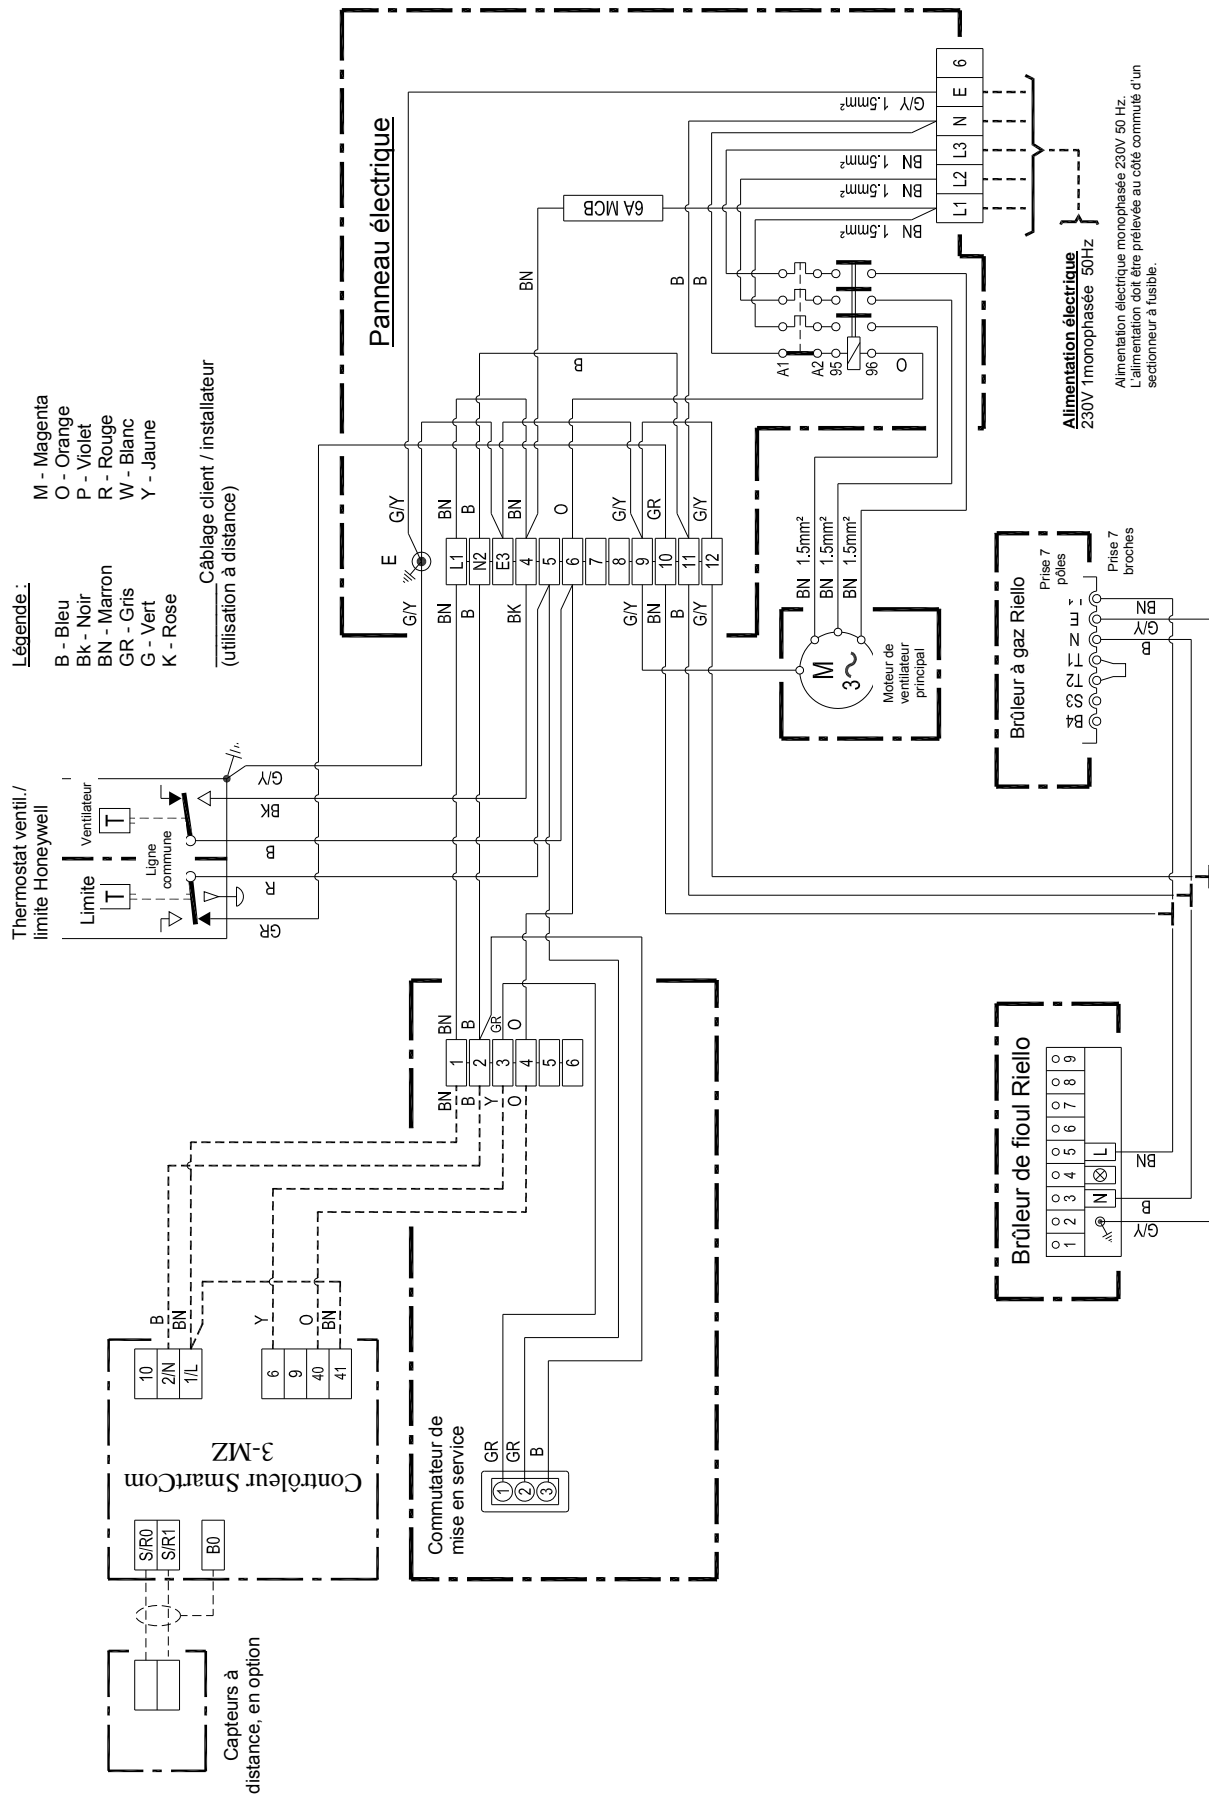 Légende :
B - Bleu
Bk - Noir
BN - Marron
GR - Gris
G - Vert
K - Rose
M - Magenta
O - Orange
P - Violet
R - Rouge
W - Blanc
Y - Jaune
Câblage client / installateur
(utilisation à distance)
Thermostat ventil./
limite Honeywell
Limite
T
Ligne
commune
Ventilateur
T
GR
R
B
BK
G/Y
Panneau électrique
E
G/Y
G/Y
BN
B
BK
BN
B
BN
O
G/Y
GR
G/Y
G/Y
BN
B
G/Y
L1
N2
E3
4
5
6
7
8
9
10
11
12
BN
B
B
B
6A MCB
A1
A2
95
96
O
BN 1.5mm²
BN 1.5mm²
BN 1.5mm²
G/Y 1.5mm²
L1
L2
L3
N
E
6
Alimentation électrique
230V 1monophasée 50Hz
Alimentation électrique monophasée 230V 50 Hz.
L'alimentation doit être prélevée au côté commuté d'un
sectionneur à fusible.
BN 1.5mm²
BN 1.5mm²
BN 1.5mm²
M
3
Moteur de
ventilateur
principal
Brûleur à gaz Riello
Prise 7
pôles
Prise 7
broches
B4
S3
T2
T1
N
E
B
G/Y
BN
Brûleur de fioul Riello
1
2
3
4
5
6
7
8
9
N
L
G/Y
B
BN
Contrôleur SmartCom
3-MZ
10
2/N
1/L
B
BN
6
9
40
41
Y
O
BN
S/R0
S/R1
B0
Capteurs à
distance, en option
Commutateur de
mise en service
1
2
3
GR
GR
B
BN
B
Y
O
1
2
3
4
5
6
BN
B
GR
O